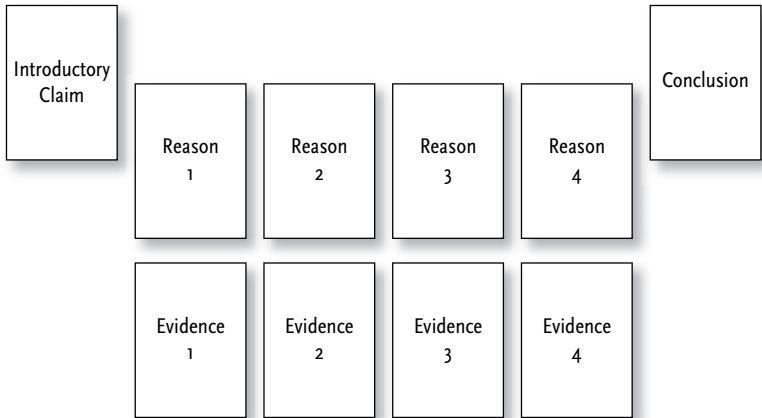 Introductory
Claim
Conclusion
Reason
1
Reason
2
Reason
3
Reason
4
Evidence
1
Evidence
2
Evidence
3
Evidence
4